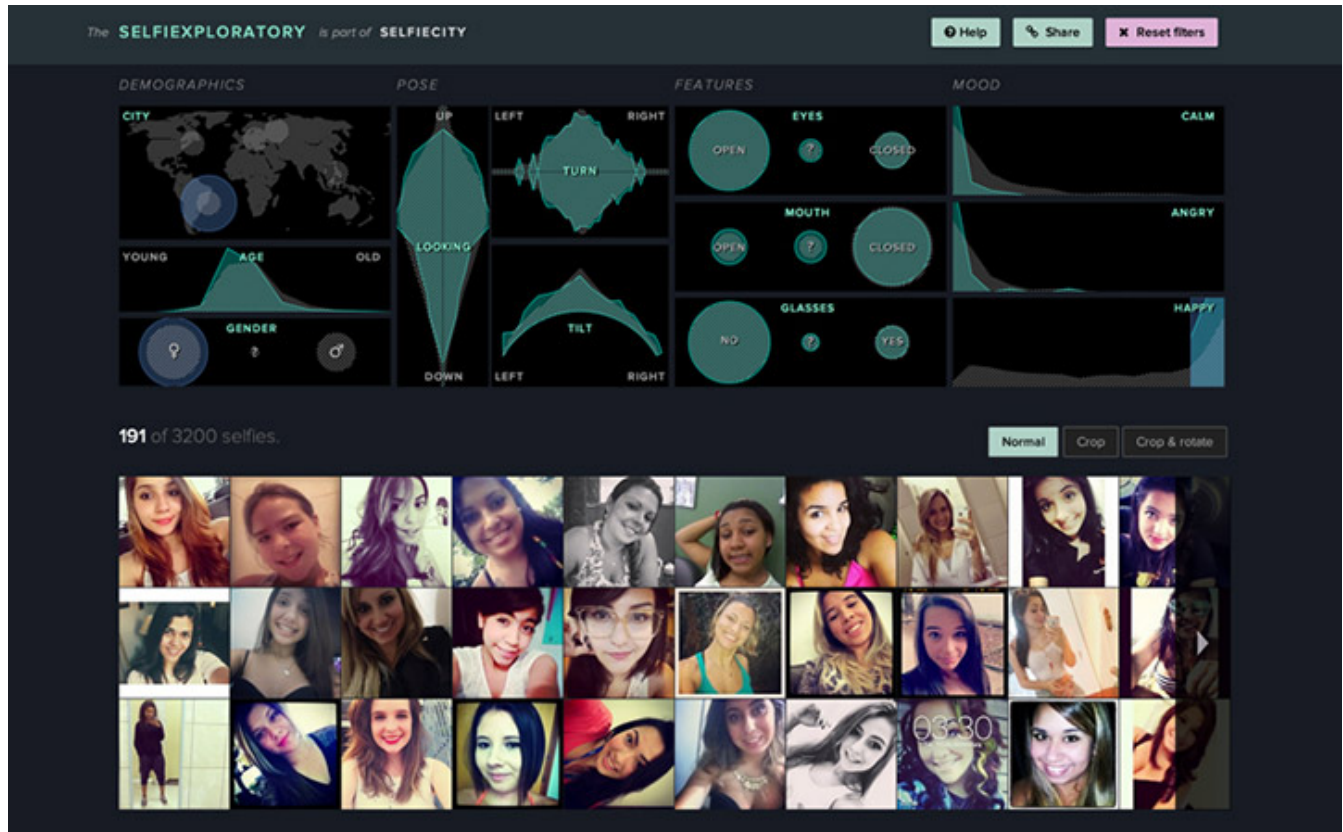 The SELFIEXPLORATORY is part of SELFIECITY
Help
Share
Reset filters
DEMOGRAPHICS
POSE
FEATURES
MOOD
CITY
YOUNG
AGE
OLD
GENDER
?
UP
LOOKING
DOWN
LEFT
RIGHT
TURN
TILT
LEFT
RIGHT
EYES
OPEN
?
CLOSED
MOUTH
OPEN
?
CLOSED
GLASSES
NO
?
YES
CALM
ANGRY
HAPPY
191 of 3200 selfies.
Normal
Crop
Crop & rotate
03:30